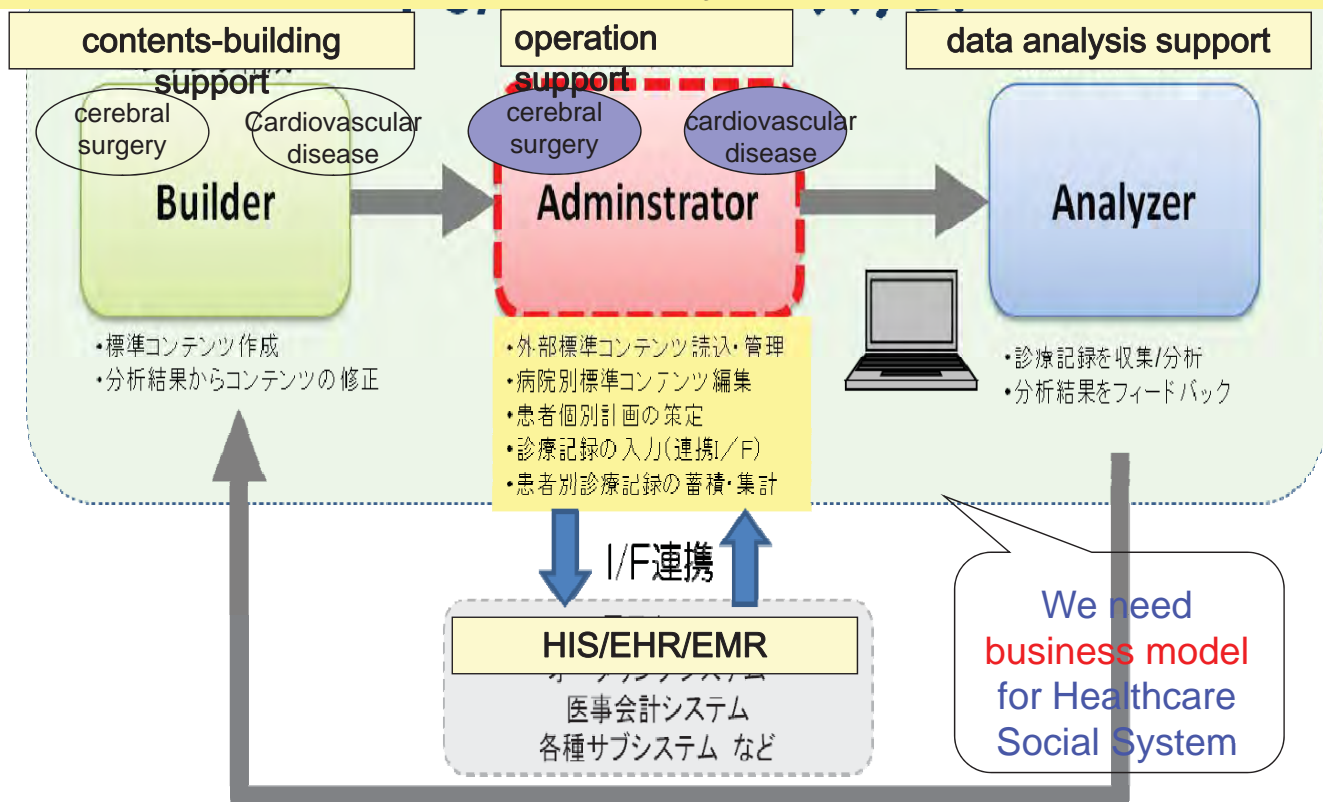 contents-building
support
operation
support
data analysis support
cerebral
surgery
Cardiovascular
disease
cerebral
surgery
cardiovascular
disease
Builder
Adminstrator
Analyzer
•標準コンテンツ作成
•分析結果からコンテンツの修正
•外部標準コンテンツ読込・管理
•病院別標準コンテンツ編集
•患者個別計画の策定
•診療記録の入力(連携I/F)
•患者別診療記録の蓄積・集計
•診療記録を収集/分析
•分析結果をフィードバック
I/F連携
HIS/EHR/EMR
医事会計システム
各種サブシステム など
We need
business model
for Healthcare
Social System